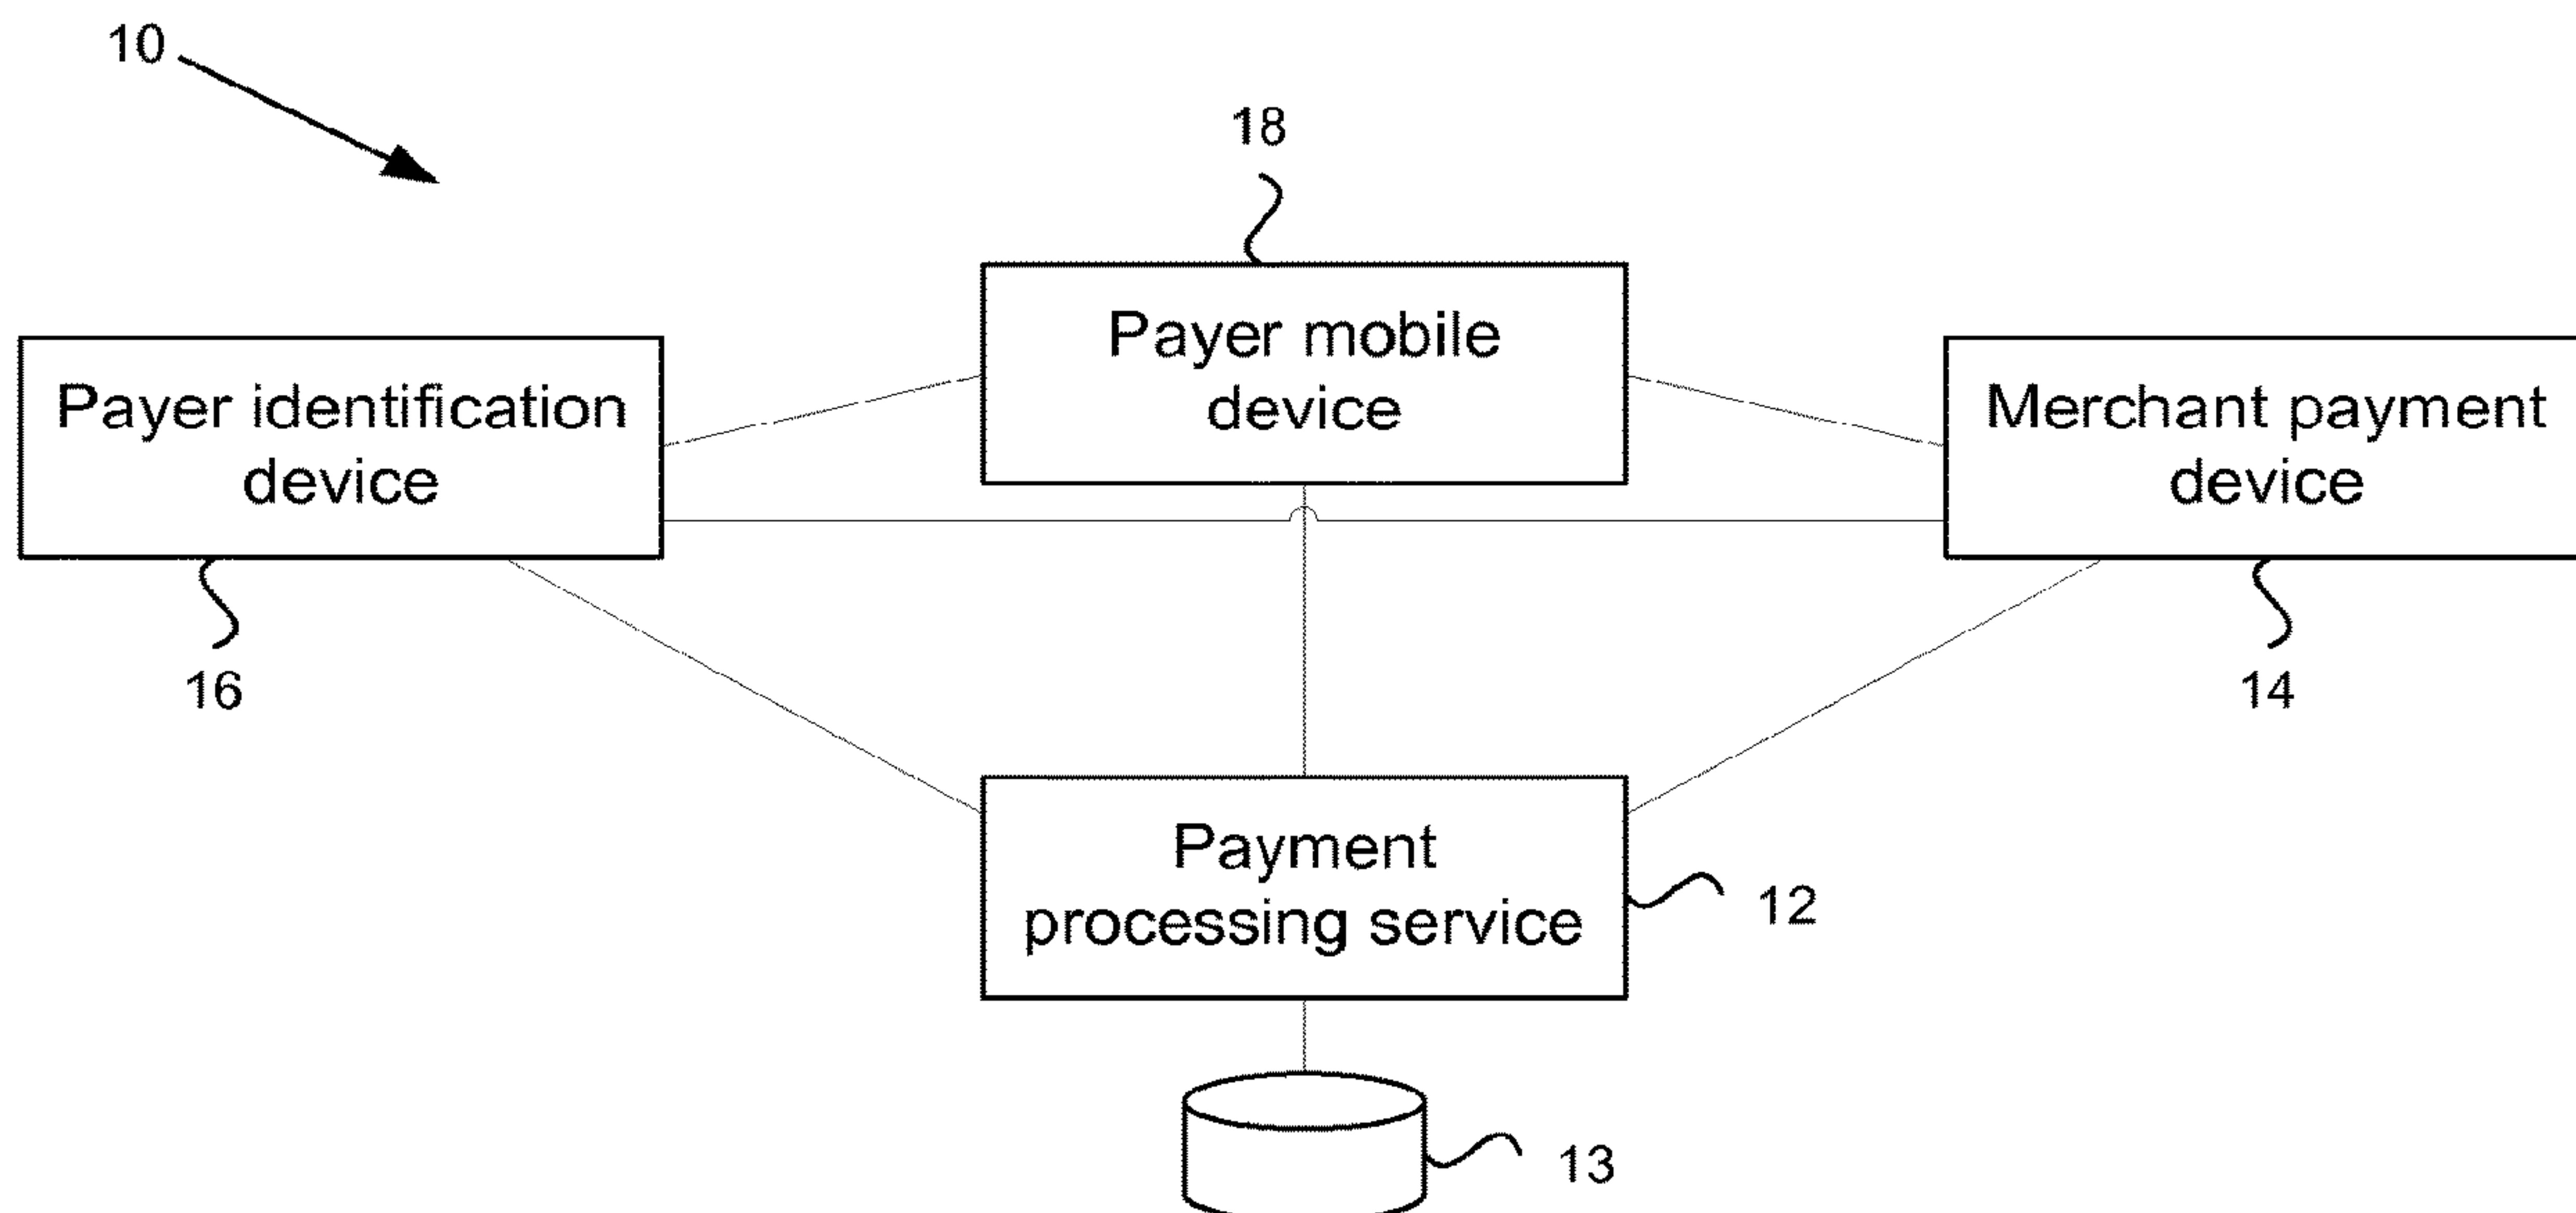 10
18
Payer mobile
device
Payer identification
device
Merchant payment
device
16
14
Payment
processing service
12
13